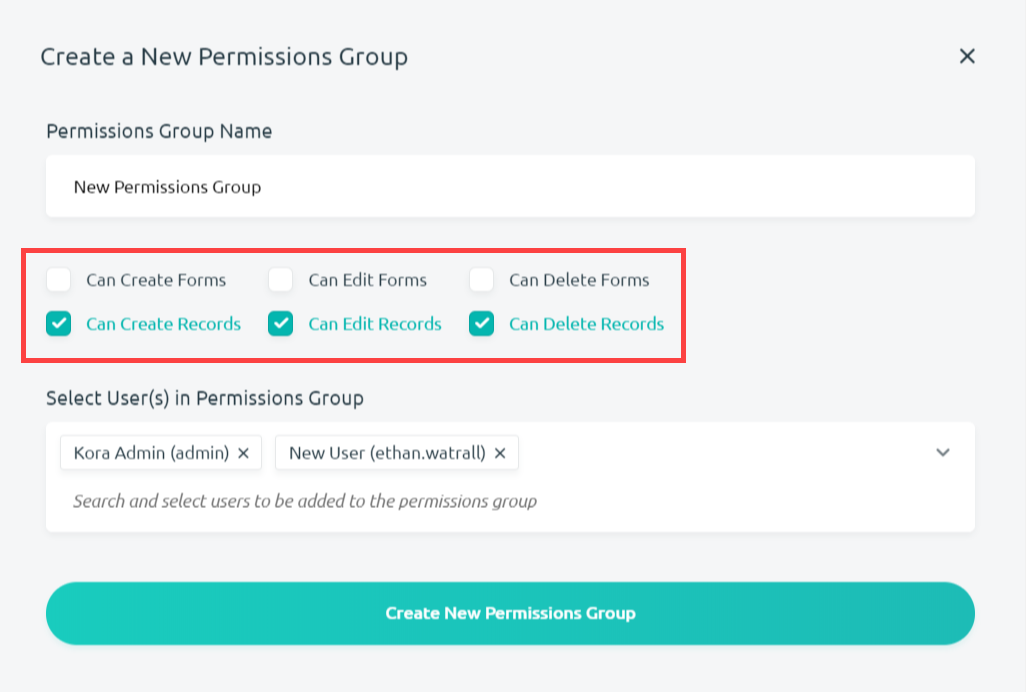 Create a New Permissions Group
Permissions Group Name
New Permissions Group
Can Create Forms Can Edit Forms Can Delete Forms
Can Create Records Can Edit Records Can Delete Records
Select User(s) in Permissions Group
Kora Admin (admin) × New User (ethan.watrall) ×
Search and select users to be added to the permissions group
Create New Permissions Group